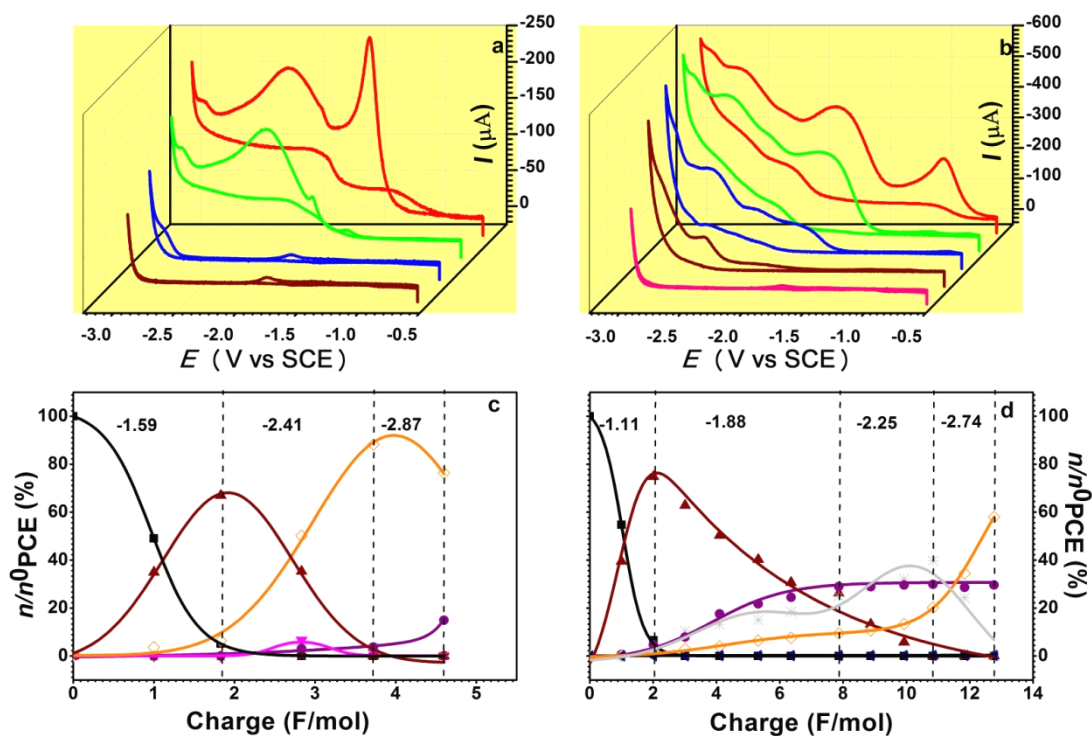 a
-250
-200
-150
-100
-50
0
I (μA)
-3.0 -2.5 -2.0 -1.5 -1.0 -0.5
E ( V vs SCE )
b
-600
-500
-400
-300
-200
-100
0
I (μA)
-3.0 -2.5 -2.0 -1.5 -1.0 -0.5
E ( V vs SCE )
c
-1.59 -2.41 -2.87
100
80
60
40
20
0
n/n⁰PCE (%)
0 1 2 3 4 5
Charge (F/mol)
d
-1.11 -1.88 -2.25 -2.74
100
80
60
40
20
0
n/n⁰PCE (%)
0 2 4 6 8 10 12 14
Charge (F/mol)